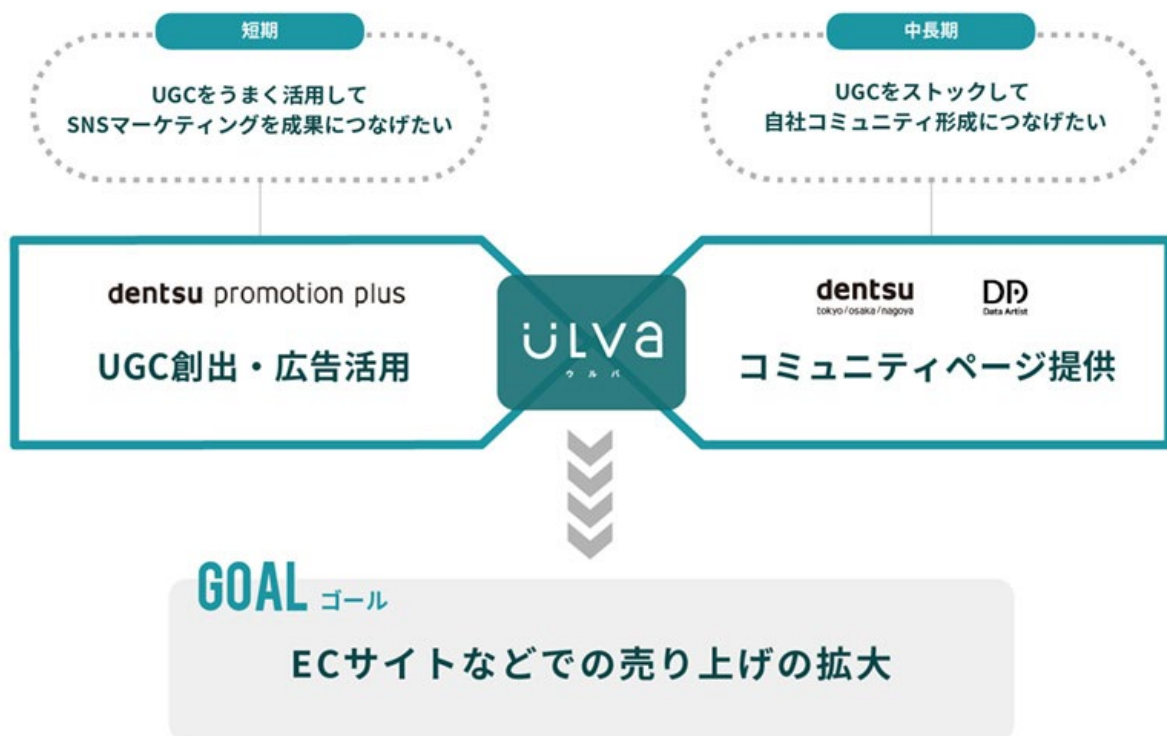 短期
UGCをうまく活用して
SNSマーケティングを成果につなげたい
中長期
UGCをストックして
自社コミュニティ形成につなげたい
dentsu promotion plus
UGC創出・広告活用
ULVa
ウルバ
dentsu
tokyo/osaka/nagoya
DA
Data Artist
コミュニティページ提供
GOAL ゴール
ECサイトなどでの売り上げの拡大